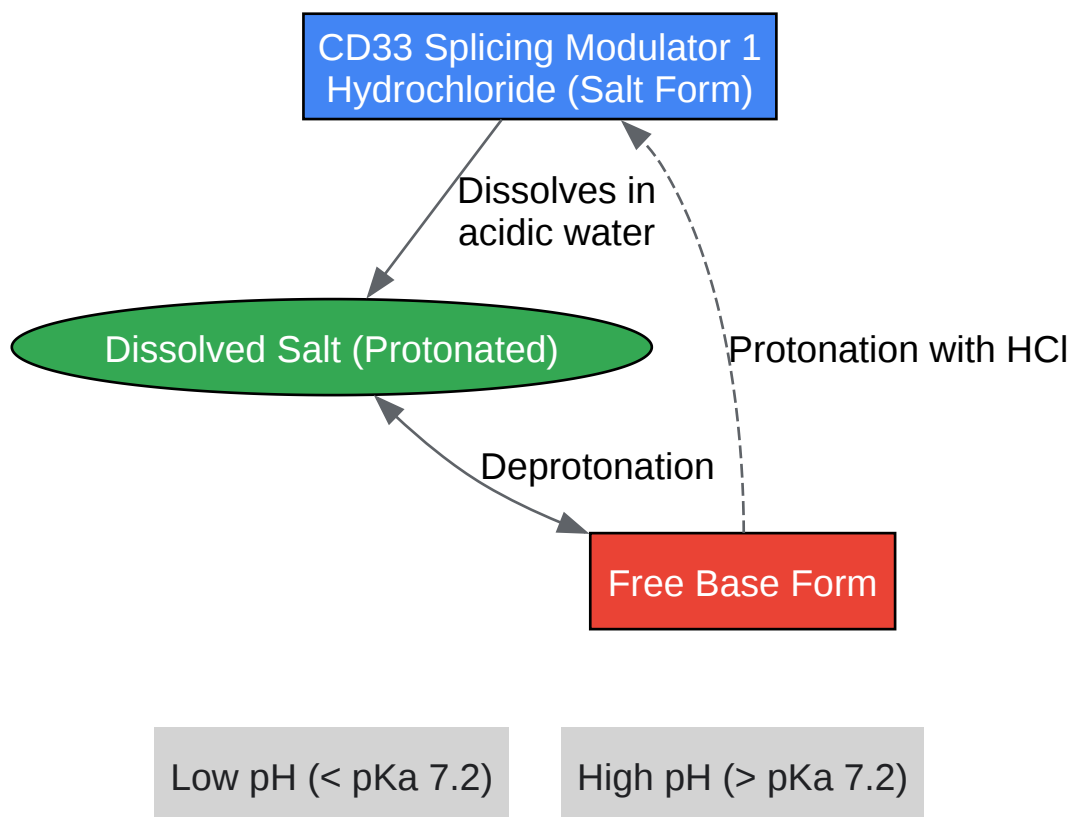 CD33 Splicing Modulator 1
Hydrochloride (Salt Form)
Dissolves in
acidic water
Dissolved Salt (Protonated)
Protonation with HCl
Deprotonation
Free Base Form
Low pH (< pKa 7.2)
High pH (> pKa 7.2)